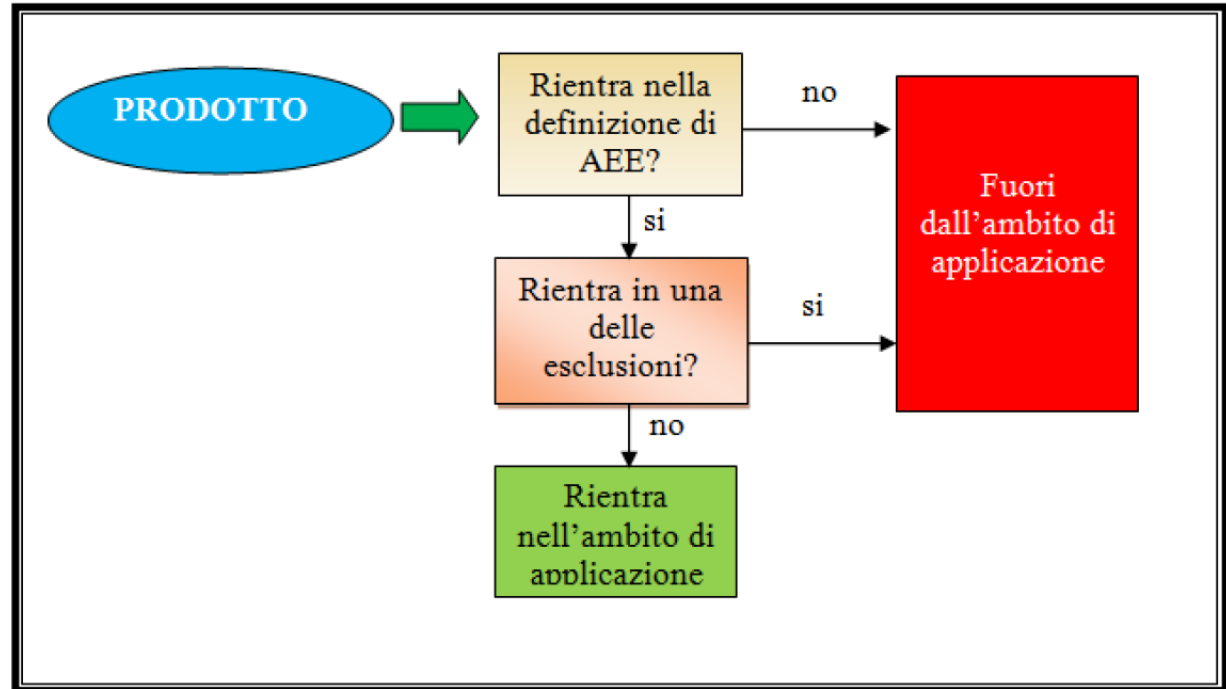 PRODOTTO
Rientra nella
definizione di
AEE?
no
Fuori
dall’ambito di
applicazione
si
Rientra in una
delle
esclusioni?
si
no
Rientra
nell’ambito di
applicazione